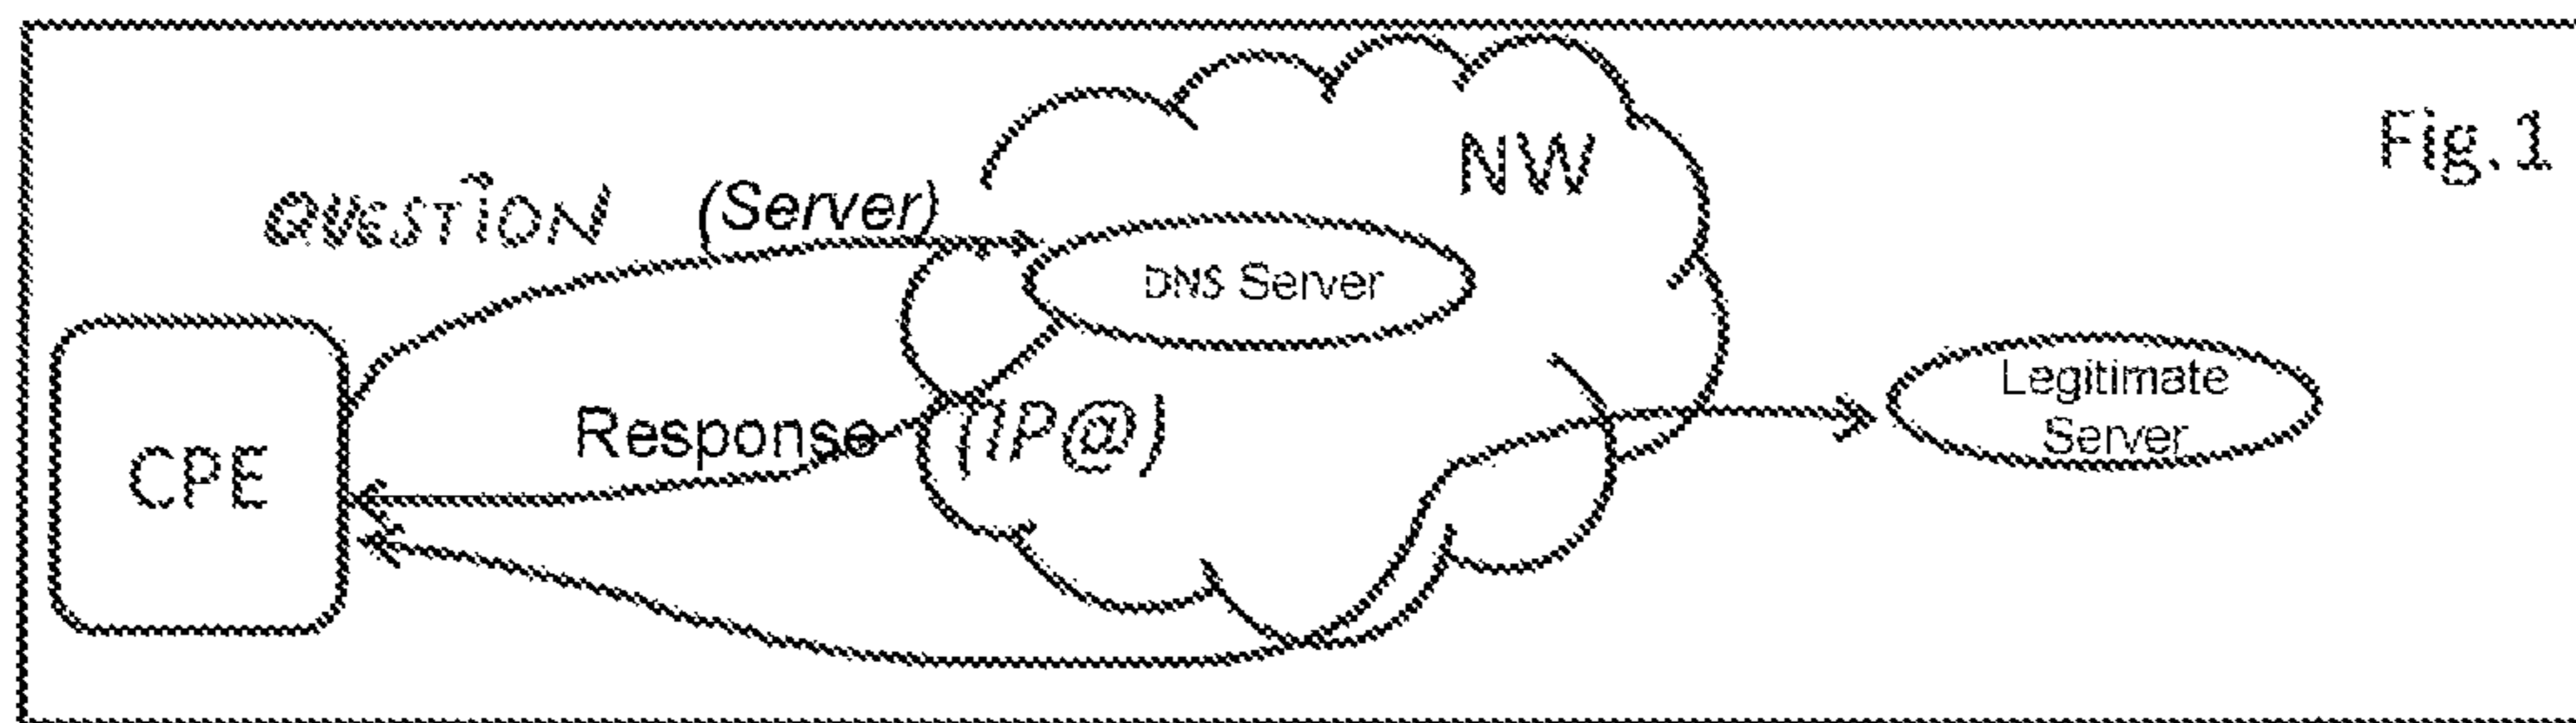 Fig.1
NW
QUESTION (Server)
DNS Server
CPE
Response (IP@)
Legitimate
Server